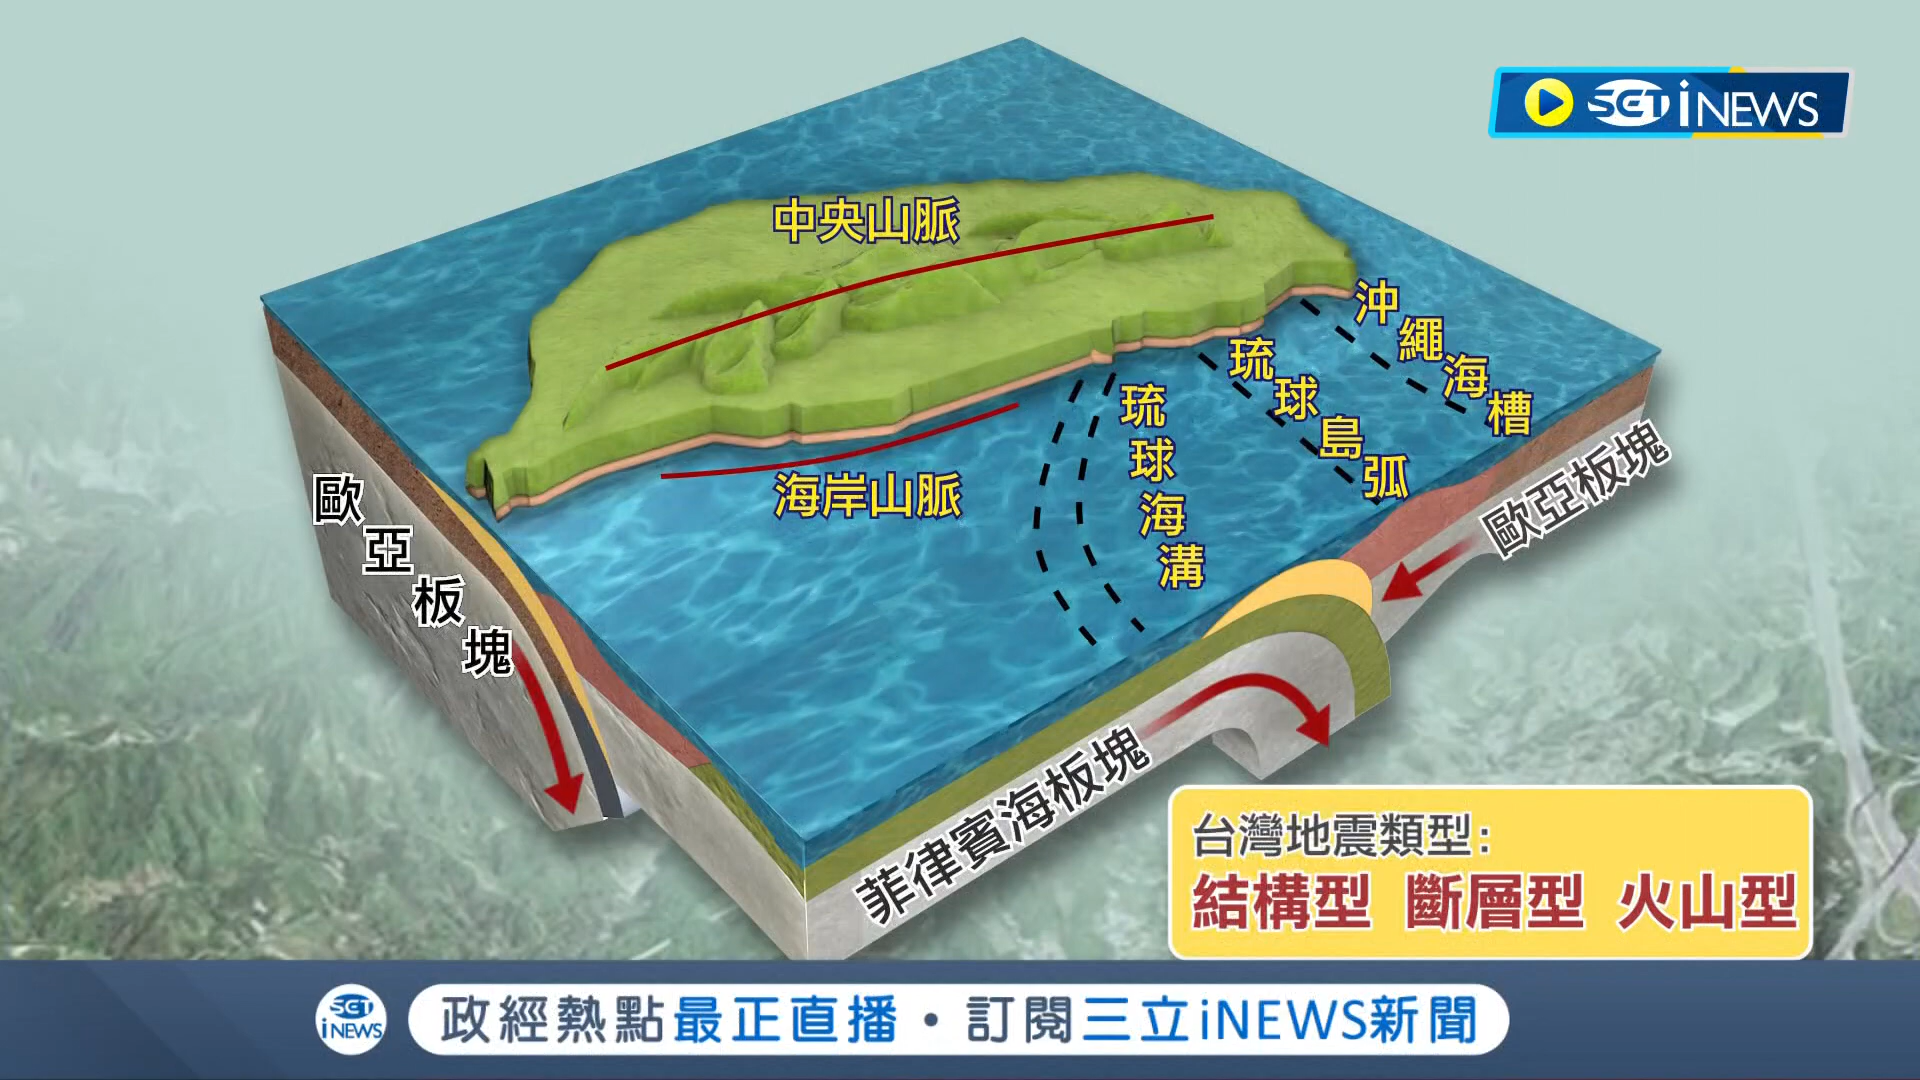 SET iNEWS
中央山脈
沖繩海槽
琉球島弧
琉球海溝
海岸山脈
歐亞板塊
歐亞板塊
菲律賓海板塊
台灣地震類型:
結構型 斷層型 火山型
SET
iNEWS
政經熱點最正直播・訂閱三立iNEWS新聞